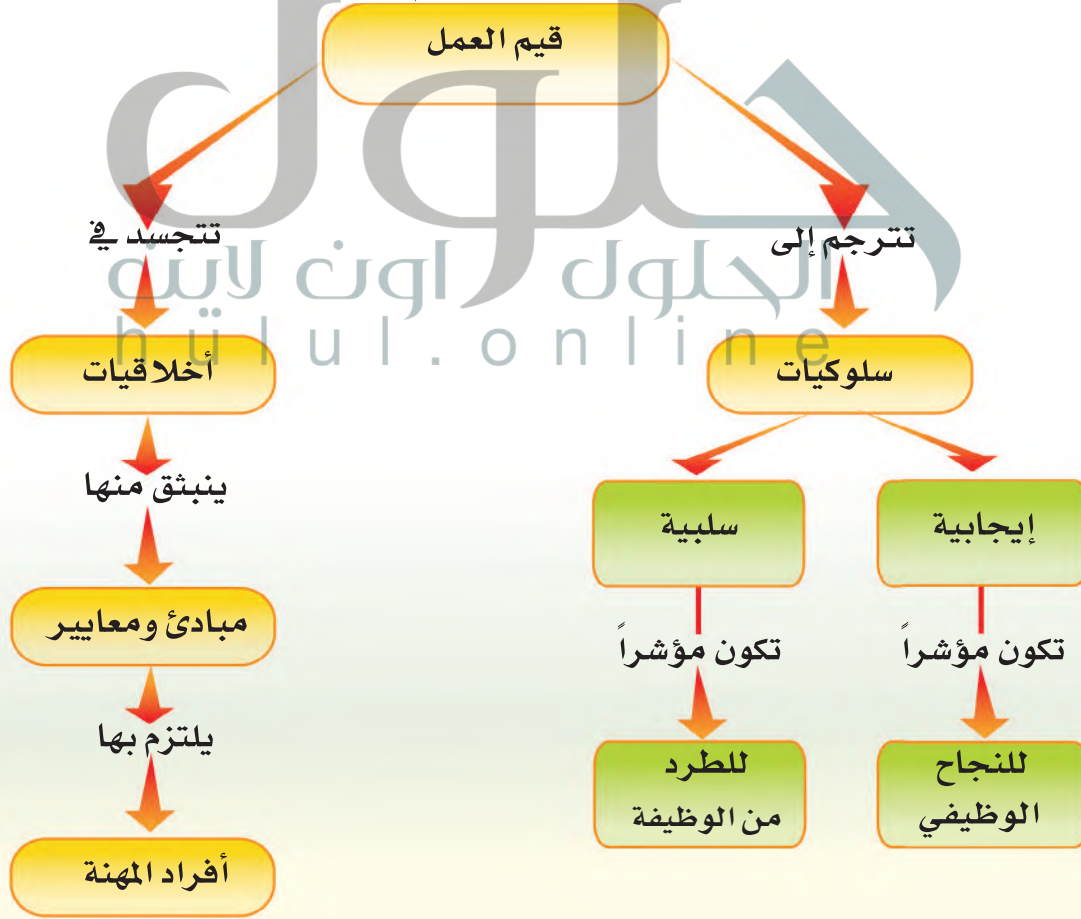 قيم العمل
تترجم إلى
تتجسد في
حلول
الحلول اون لاين
hulul.online
سلوكيات
أخلاقيات
إيجابية
سلبية
ينبثق منها
تكون مؤشراً
تكون مؤشراً
مبادئ ومعايير
للنجاح
الوظيفي
للطرد
من الوظيفة
يلتزم بها
أفراد المهنة